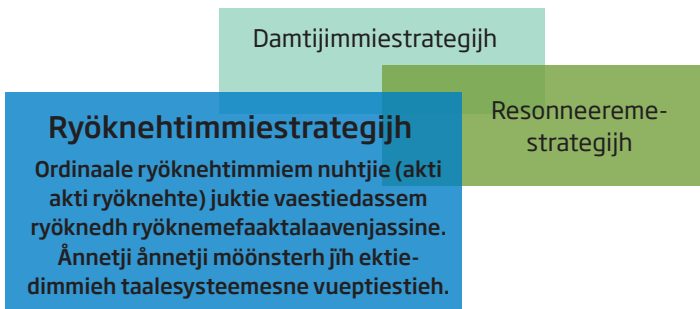 Damtijimmiestrategijh
Resonneereme-
strategijh
Ryöknehtimmiestrategijh
Ordinaale ryöknehtimmiem nuhtjie (akti
akti ryöknehte) juktie vaestiedassem
ryöknedh ryöknemefaaktalaavenjassine.
Ånnetji ånnetji möönsterh jïh ektie-
dimmieh taalesysteemesne vueptiestieh.